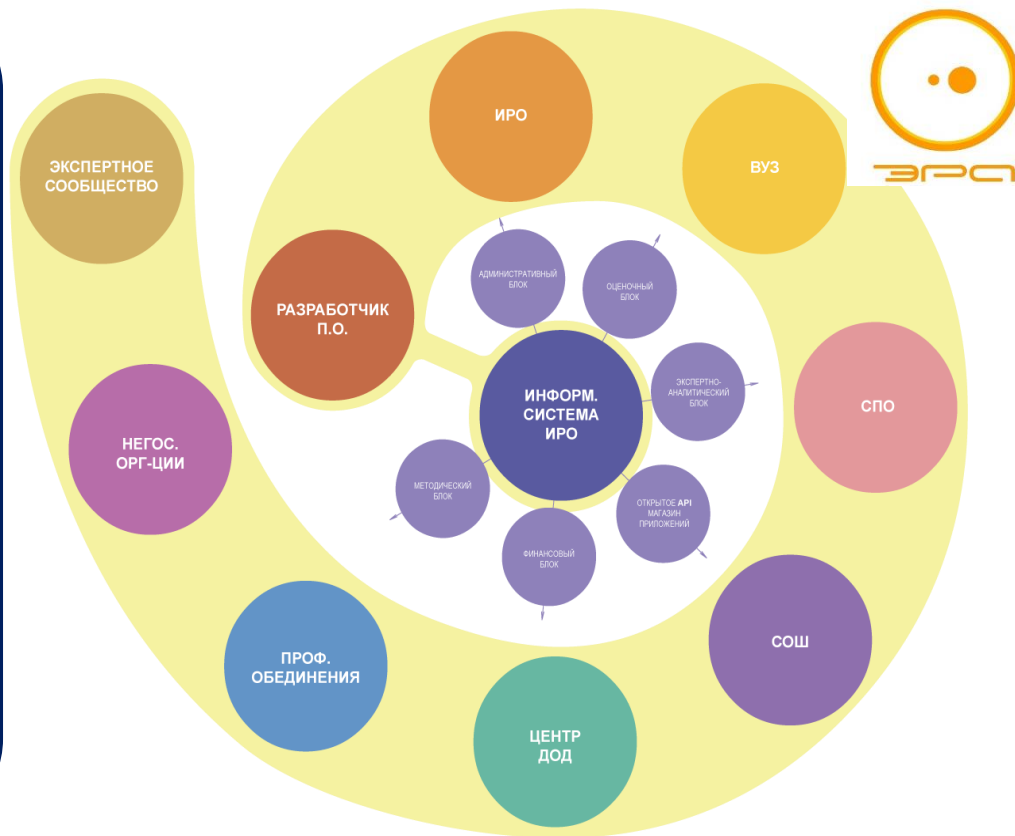 ЭКСПЕРТНОЕ
СООБЩЕСТВО
ИРО
ВУЗ
ЭРА
РАЗРАБОТЧИК
П.О.
АДМИНИСТРАТИВНЫЙ
БЛОК
ОЦЕНОЧНЫЙ
БЛОК
ЭКСПЕРТНО-
АНАЛИТИЧЕСКИЙ
БЛОК
ИНФОРМ.
СИСТЕМА
ИРО
СПО
НЕГОС.
ОРГ-ЦИИ
МЕТОДИЧЕСКИЙ
БЛОК
ОТКРЫТОЕ API
МАГАЗИН
ПРИЛОЖЕНИЙ
ФИНАНСОВЫЙ
БЛОК
СОШ
ПРОФ.
ОБЕДИНЕНИЯ
ЦЕНТР
ДОД